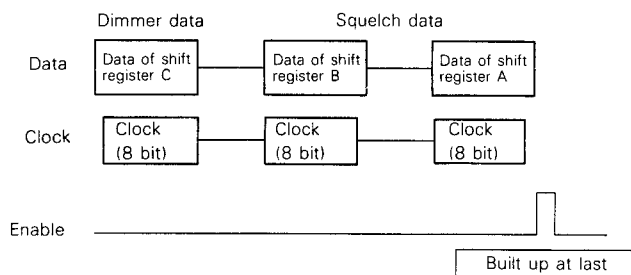 Dimmer data
Squelch data
Data
Data of shift
register C
Data of shift
register B
Data of shift
register A
Clock
Clock
(8 bit)
Clock
(8 bit)
Clock
(8 bit)
Enable
Built up at last